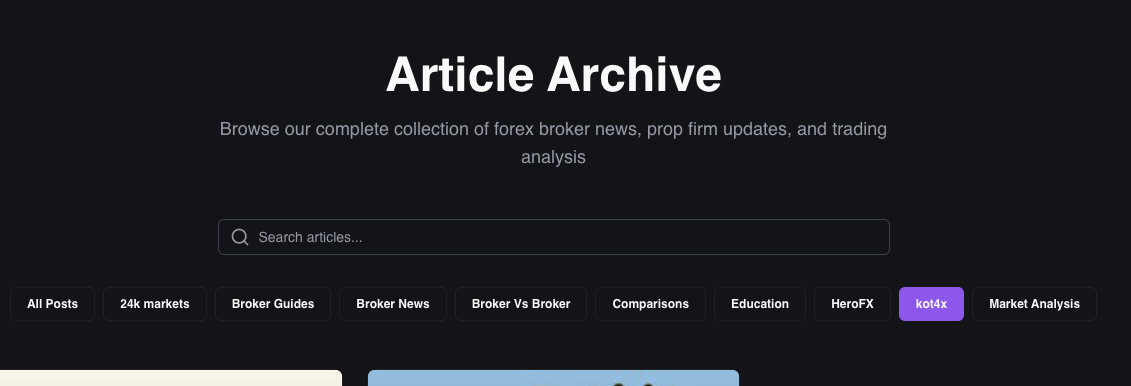 Article Archive
Browse our complete collection of forex broker news, prop firm updates, and trading
analysis
Search articles...
All Posts 24k markets Broker Guides Broker News Broker Vs Broker Comparisons Education HeroFX kot4x Market Analysis